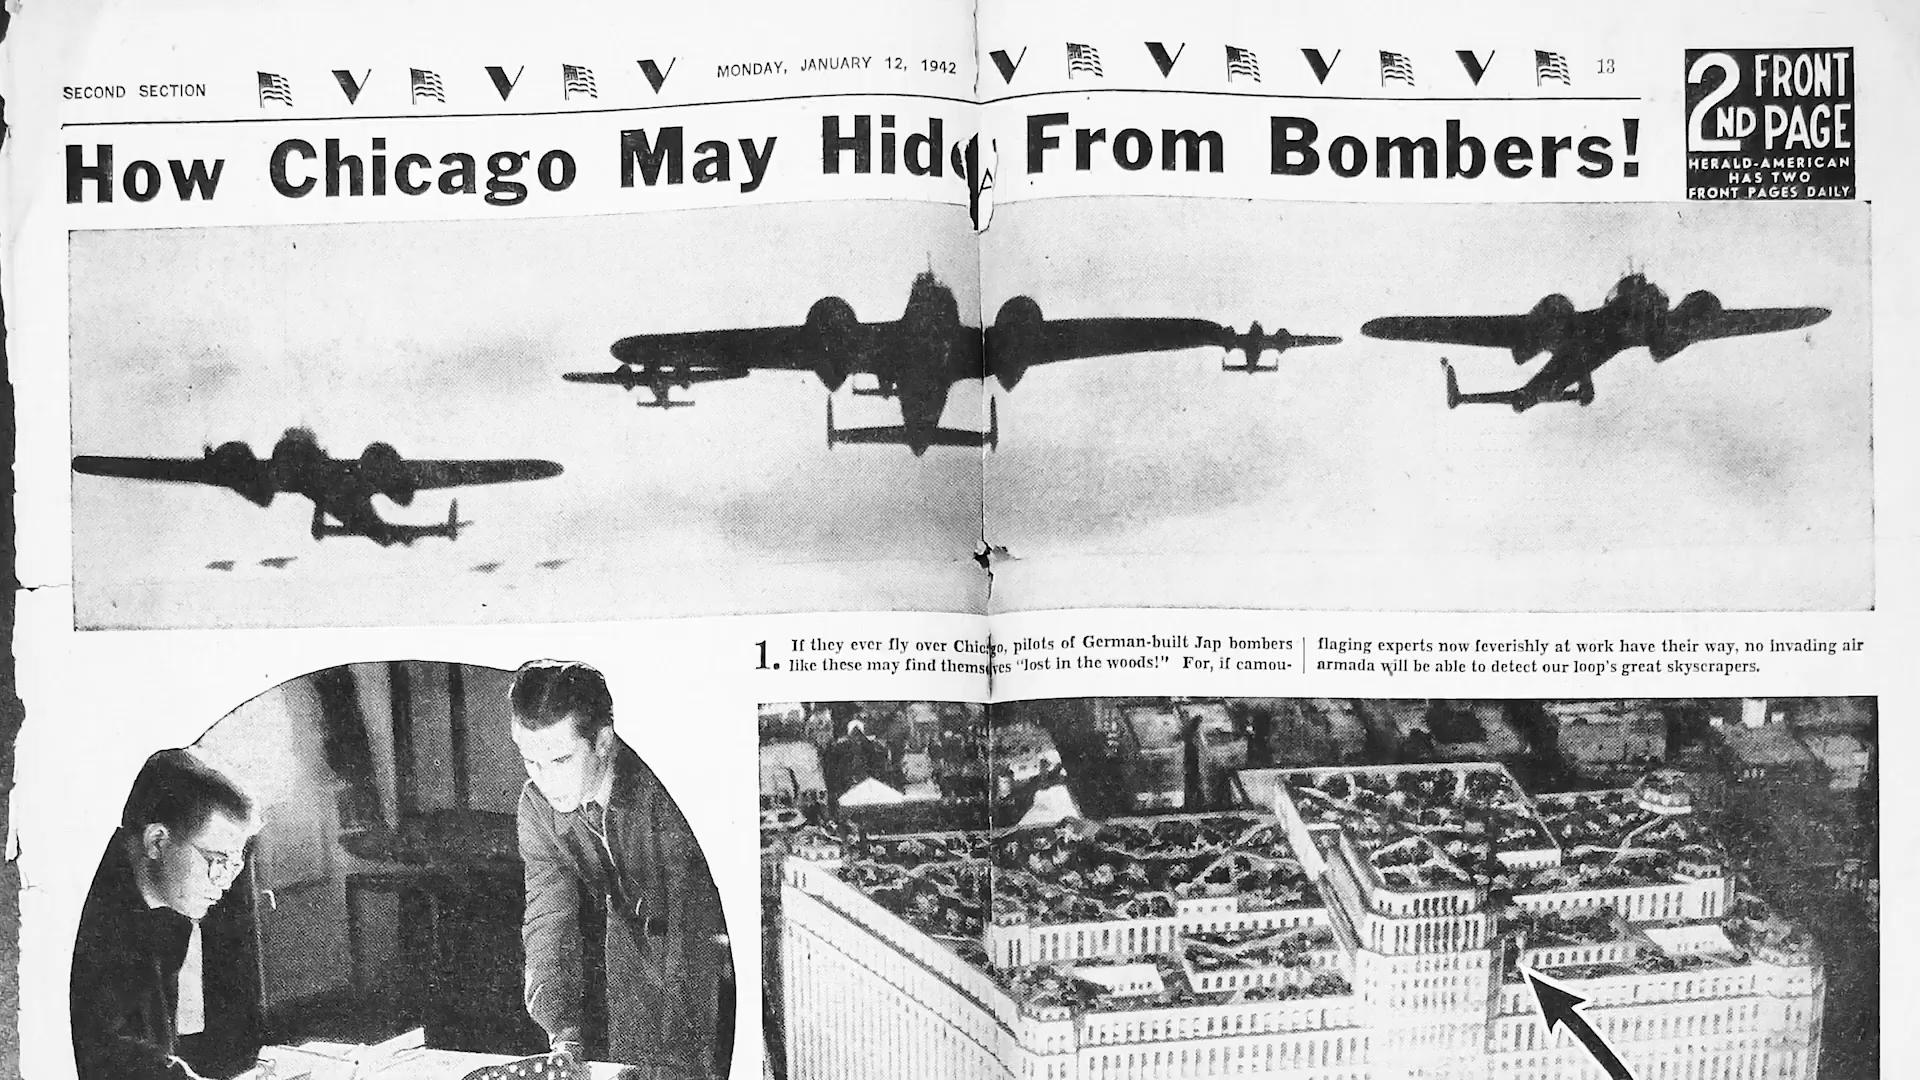 SECOND SECTION
MONDAY, JANUARY 12, 1942
13
2ND FRONT PAGE
HERALD-AMERICAN
HAS TWO
FRONT PAGES DAILY
How Chicago May Hide From Bombers!
1. If they ever fly over Chicago, pilots of German-built Jap bombers
like these may find themselves "lost in the woods!" For, if camou-
flaging experts now feverishly at work have their way, no invading air
armada will be able to detect our loop's great skyscrapers.